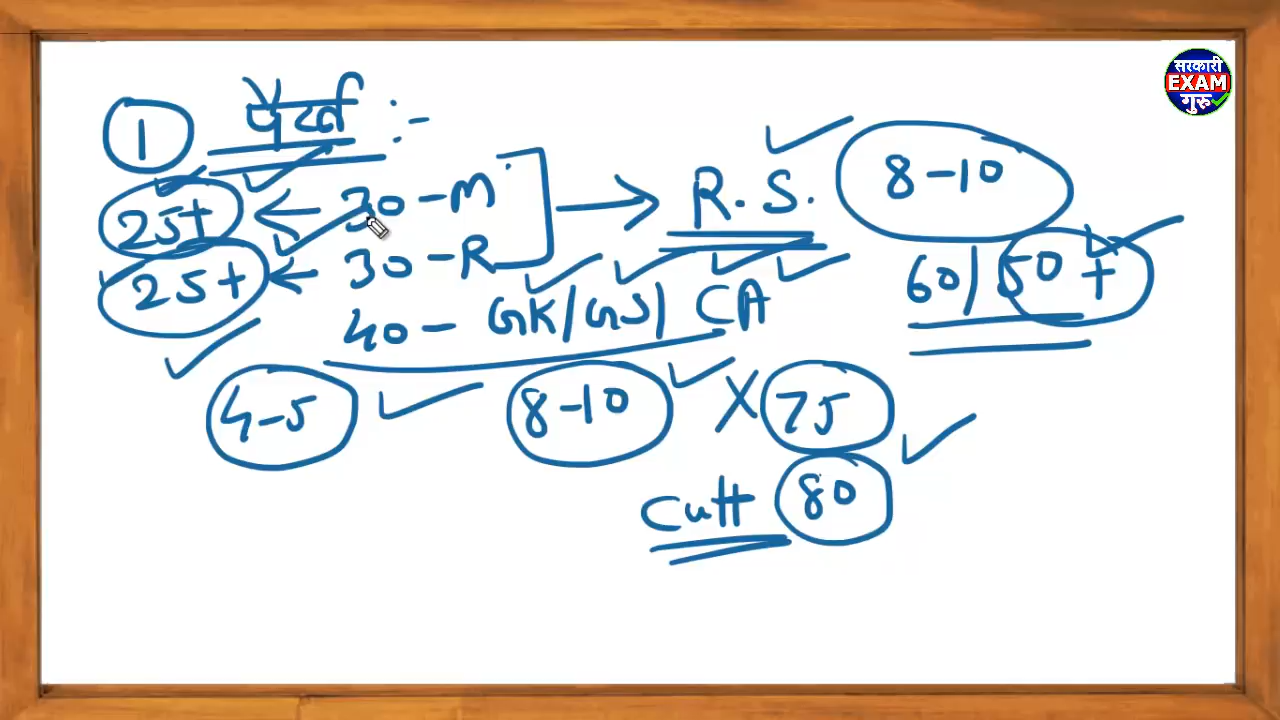 सरकारी
EXAM
गुरु
1 पैटर्न :-
25+ ← 30 - M → R. S. 8-10
25+ ← 30 - R 60/50+
40 - GK/GS/ CA
4-5 8-10 X 75
Cutt 80